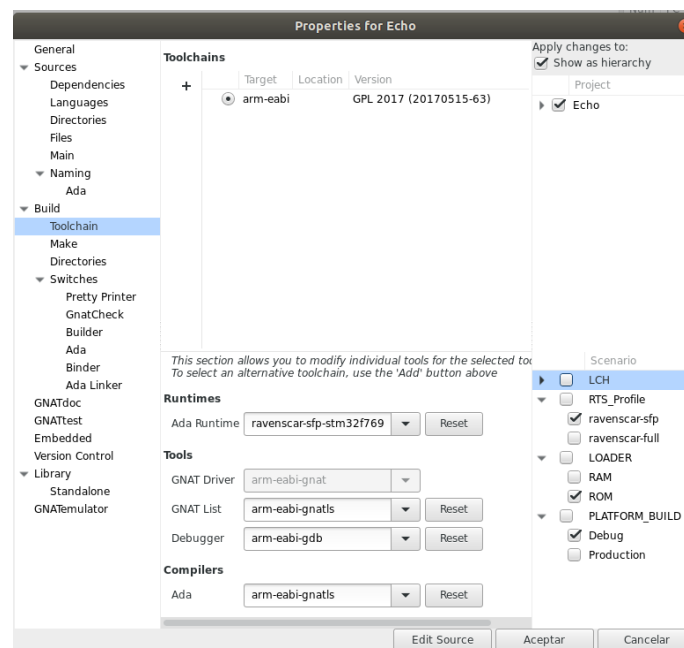 Properties for Echo
General
Sources
Dependencies
Languages
Directories
Files
Main
Naming
Ada
Build
Toolchain
Make
Directories
Switches
Pretty Printer
GnatCheck
Builder
Ada
Binder
Ada Linker
GNATdoc
GNATtest
Embedded
Version Control
Library
Standalone
GNATemulator
Toolchains
+
Target Location Version
arm-eabi GPL 2017 (20170515-63)
This section allows you to modify individual tools for the selected
To select an alternative toolchain, use the 'Add' button above
Runtimes
Ada Runtime ravenscar-sfp-stm32f769 Reset
Tools
GNAT Driver arm-eabi-gnat
GNAT List arm-eabi-gnatls Reset
Debugger arm-eabi-gdb Reset
Compilers
Ada arm-eabi-gnatls Reset
Apply changes to:
Show as hierarchy
Project
Echo
Scenario
LCH
RTS_Profile
ravenscar-sfp
ravenscar-full
LOADER
RAM
ROM
PLATFORM_BUILD
Debug
Production
Edit Source Aceptar Cancelar